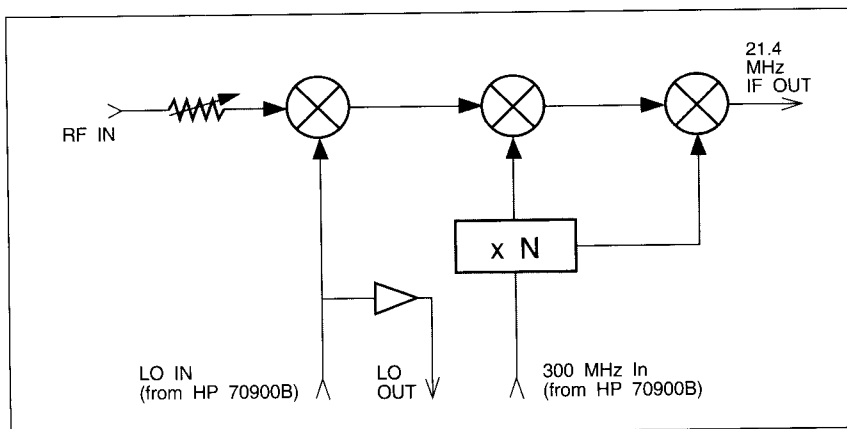 21.4
MHz
IF OUT
RF IN
x N
LO IN
(from HP 70900B)
LO
OUT
300 MHz In
(from HP 70900B)